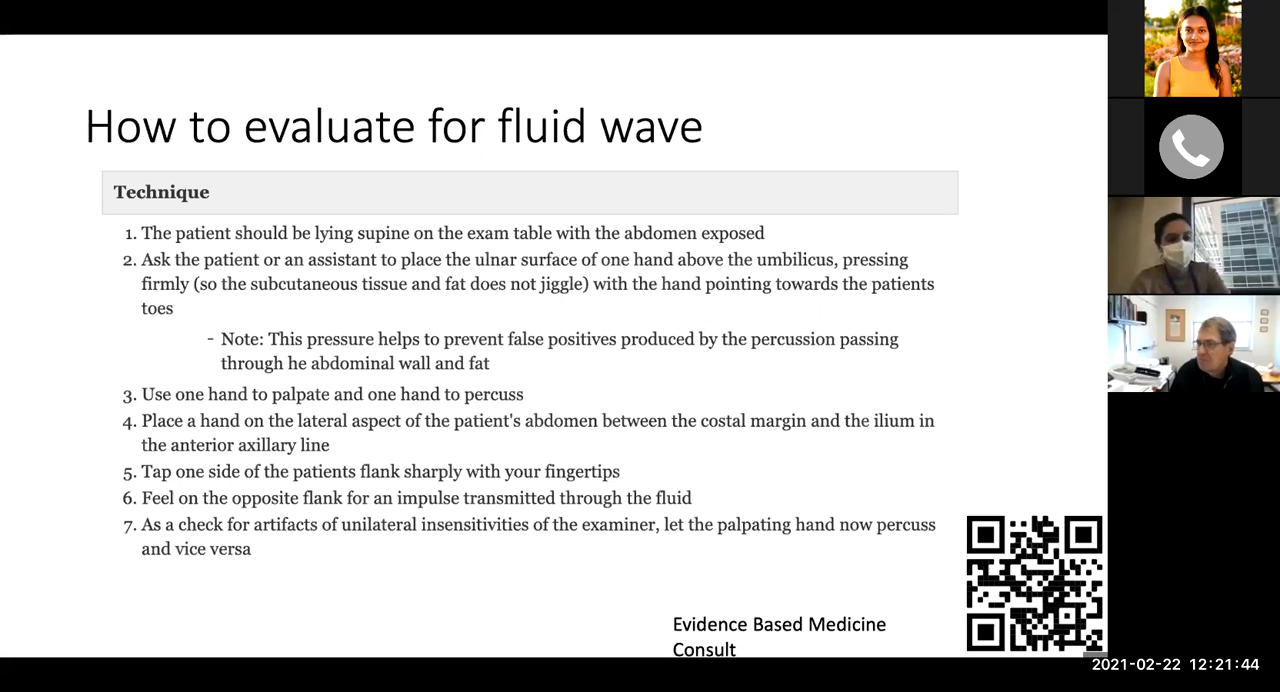 How to evaluate for fluid wave
Technique
1. The patient should be lying supine on the exam table with the abdomen exposed
2. Ask the patient or an assistant to place the ulnar surface of one hand above the umbilicus, pressing
firmly (so the subcutaneous tissue and fat does not jiggle) with the hand pointing towards the patients
toes
- Note: This pressure helps to prevent false positives produced by the percussion passing
through he abdominal wall and fat
3. Use one hand to palpate and one hand to percuss
4. Place a hand on the lateral aspect of the patient's abdomen between the costal margin and the ilium in
the anterior axillary line
5. Tap one side of the patients flank sharply with your fingertips
6. Feel on the opposite flank for an impulse transmitted through the fluid
7. As a check for artifacts of unilateral insensitivities of the examiner, let the palpating hand now percuss
and vice versa
Evidence Based Medicine
Consult
2021-02-22 12:21:44